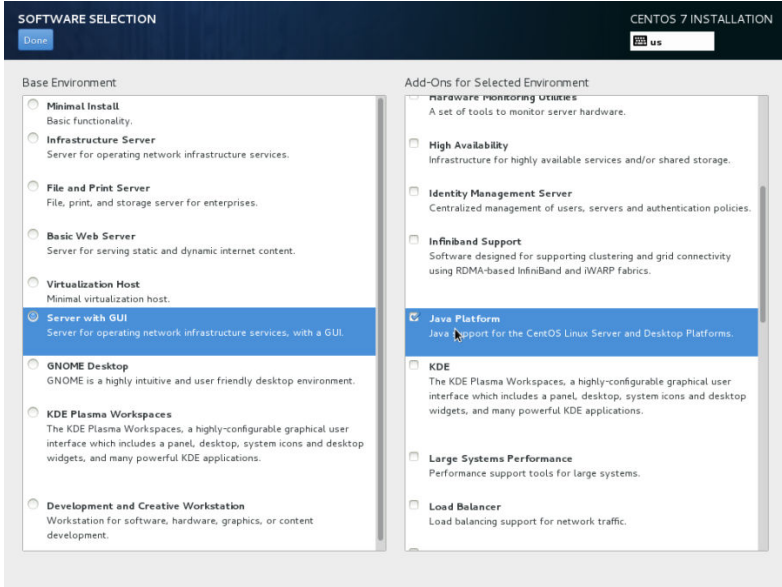 SOFTWARE SELECTION
CENTOS 7 INSTALLATION
Done
us
Base Environment
Minimal Install
Basic functionality.
Infrastructure Server
Server for operating network infrastructure services.
File and Print Server
File, print, and storage server for enterprises.
Basic Web Server
Server for serving static and dynamic internet content.
Virtualization Host
Minimal virtualization host.
Server with GUI
Server for operating network infrastructure services, with a GUI.
GNOME Desktop
GNOME is a highly intuitive and user friendly desktop environment.
KDE Plasma Workspaces
The KDE Plasma Workspaces, a highly-configurable graphical user
interface which includes a panel, desktop, system icons and desktop
widgets, and many powerful KDE applications.
Development and Creative Workstation
Workstation for software, hardware, graphics, or content
development.
Add-Ons for Selected Environment
Hardware Monitoring Utilities
A set of tools to monitor server hardware.
High Availability
Infrastructure for highly available services and/or shared storage.
Identity Management Server
Centralized management of users, servers and authentication policies.
Infiniband Support
Software designed for supporting clustering and grid connectivity
using RDMA-based InfiniBand and iWARP fabrics.
Java Platform
Java support for the CentOS Linux Server and Desktop Platforms.
KDE
The KDE Plasma Workspaces, a highly-configurable graphical user
interface which includes a panel, desktop, system icons and desktop
widgets, and many powerful KDE applications.
Large Systems Performance
Performance support tools for large systems.
Load Balancer
Load balancing support for network traffic.